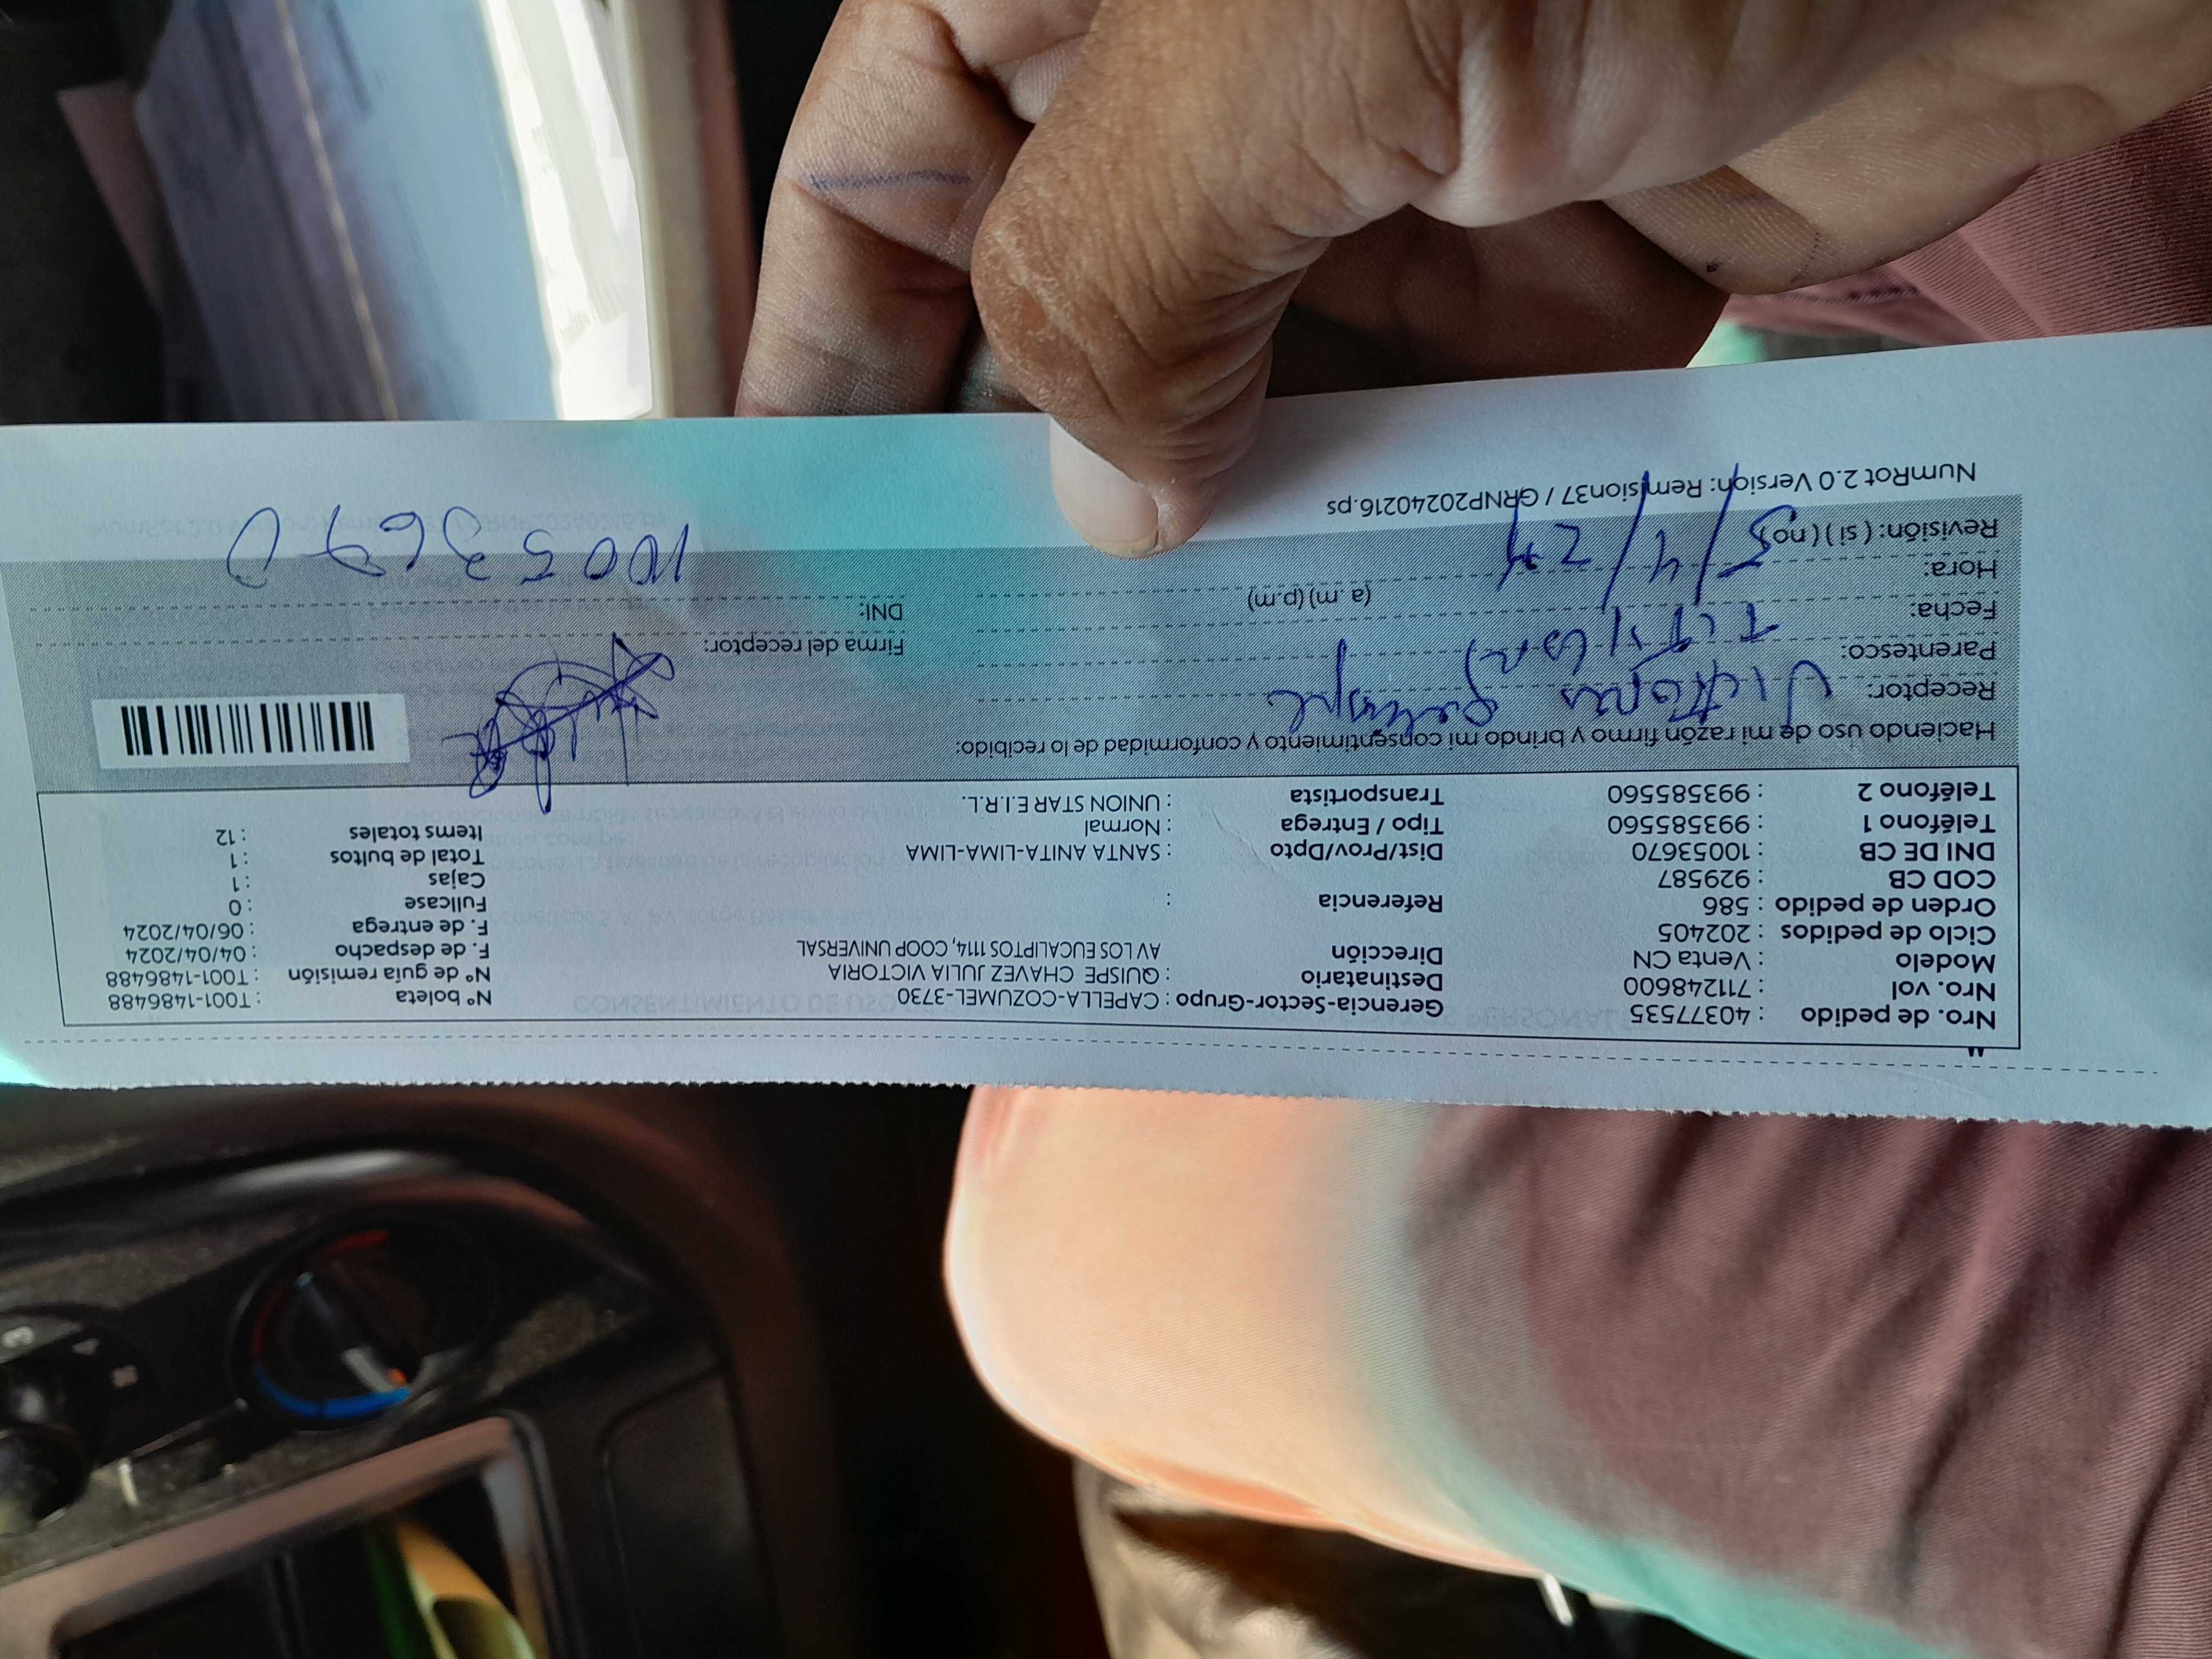 Nro. de pedido : 40377535 Gerencia-Sector-Grupo : CAPELLA-COZUMEL-3730 N° boleta : T001-1486488
Nro. vol : 711248600 Destinatario : QUISPE CHAVEZ JULIA VICTORIA N° de guía remisión : T001-1486488
Modelo : Venta CN Dirección AV LOS EUCALIPTOS 1114, COOP UNIVERSAL F. de despacho : 04/04/2024
Ciclo de pedidos : 202405 F. de entrega : 06/04/2024
Orden de pedido : 586 Referencia : Fullcase : 0
COD CB : 929587 Cajas : 1
DNI DE CB : 10053670 Dist/Prov/Dpto : SANTA ANITA-LIMA-LIMA Total de bultos : 1
Teléfono 1 : 993585560 Tipo / Entrega : Normal Items totales : 12
Teléfono 2 : 993585560 Transportista : UNION STAR E.I.R.L.
Haciendo uso de mi razón firmo y brindo mi consentimiento y conformidad de lo recibido:
Receptor: Victoria
Parentesco: Firma del receptor:
Fecha: DNI: 10053670
Hora: (a. m) (p.m)
Revisión: ( si ) ( no) 5/4/24
NumRot 2.0 Version: Remision37 / GRNP20240216.ps